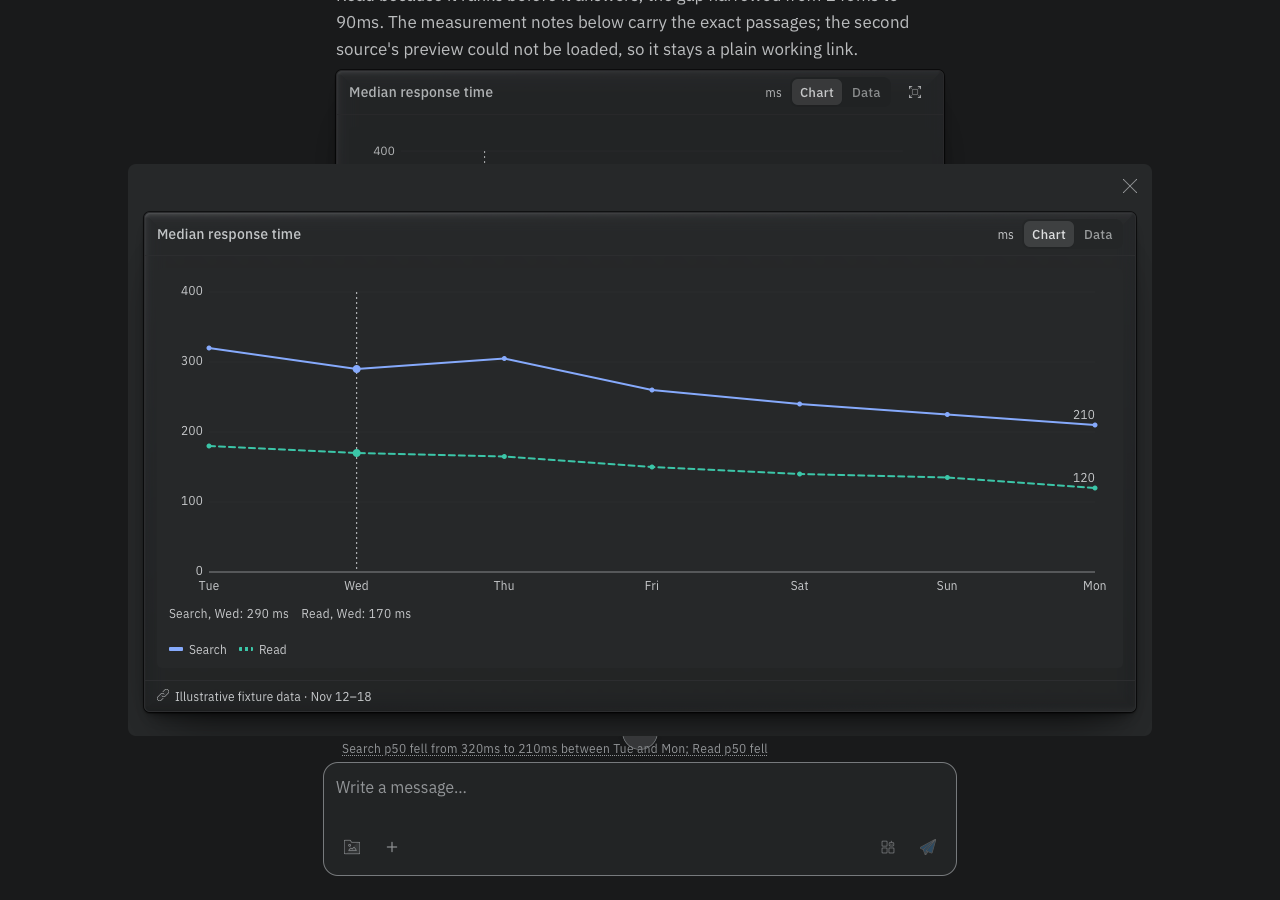 90ms. The measurement notes below carry the exact passages; the second
source's preview could not be loaded, so it stays a plain working link.
Median response time
ms Chart Data
400
Median response time
ms Chart Data
400
300
200
100
0
210
120
Tue Wed Thu Fri Sat Sun Mon
Search, Wed: 290 ms Read, Wed: 170 ms
Search Read
Illustrative fixture data · Nov 12–18
Search p50 fell from 320ms to 210ms between Tue and Mon; Read p50 fell
Write a message...